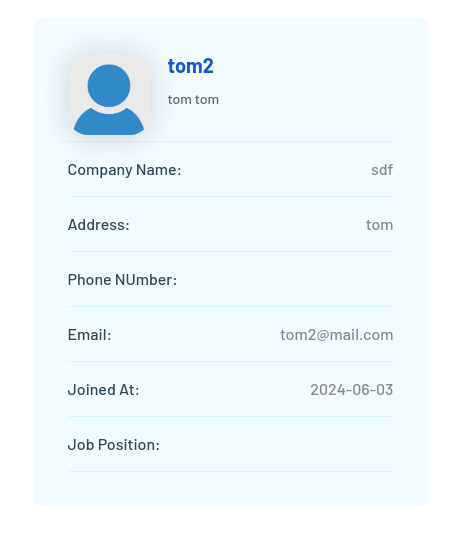 tom2
tom tom
Company Name: sdf
Address: tom
Phone NUmber:
Email: tom2@mail.com
Joined At: 2024-06-03
Job Position: